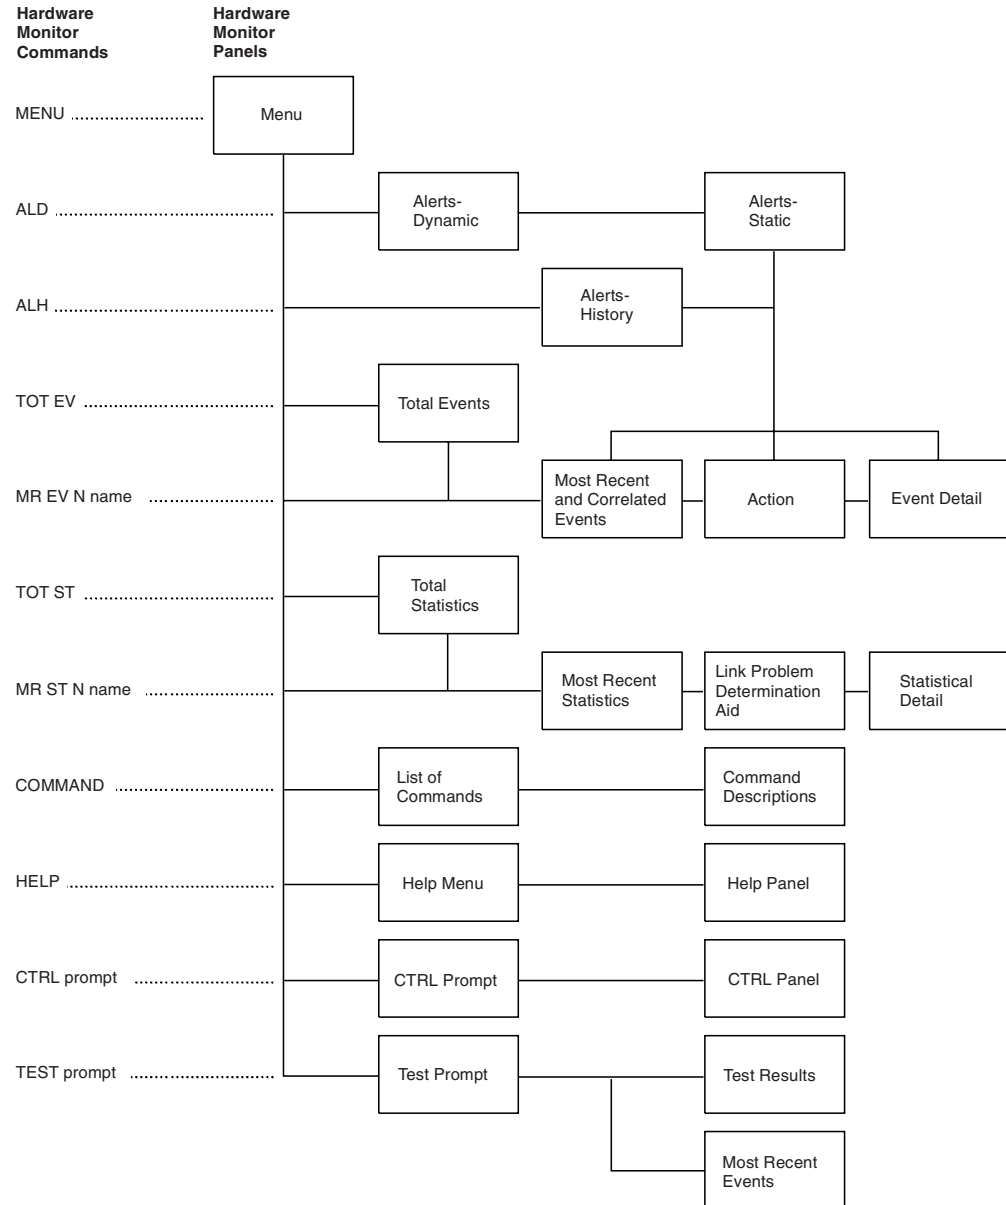 Hardware
Monitor
Commands
Hardware
Monitor
Panels
MENU
Menu
ALD
Alerts-
Dynamic
Alerts-
Static
ALH
Alerts-
History
TOT EV
Total Events
MR EV N name
Most Recent
and Correlated
Events
Action
Event Detail
TOT ST
Total
Statistics
MR ST N name
Most Recent
Statistics
Link Problem
Determination
Aid
Statistical
Detail
COMMAND
List of
Commands
Command
Descriptions
HELP
Help Menu
Help Panel
CTRL prompt
CTRL Prompt
CTRL Panel
TEST prompt
Test Prompt
Test Results
Most Recent
Events